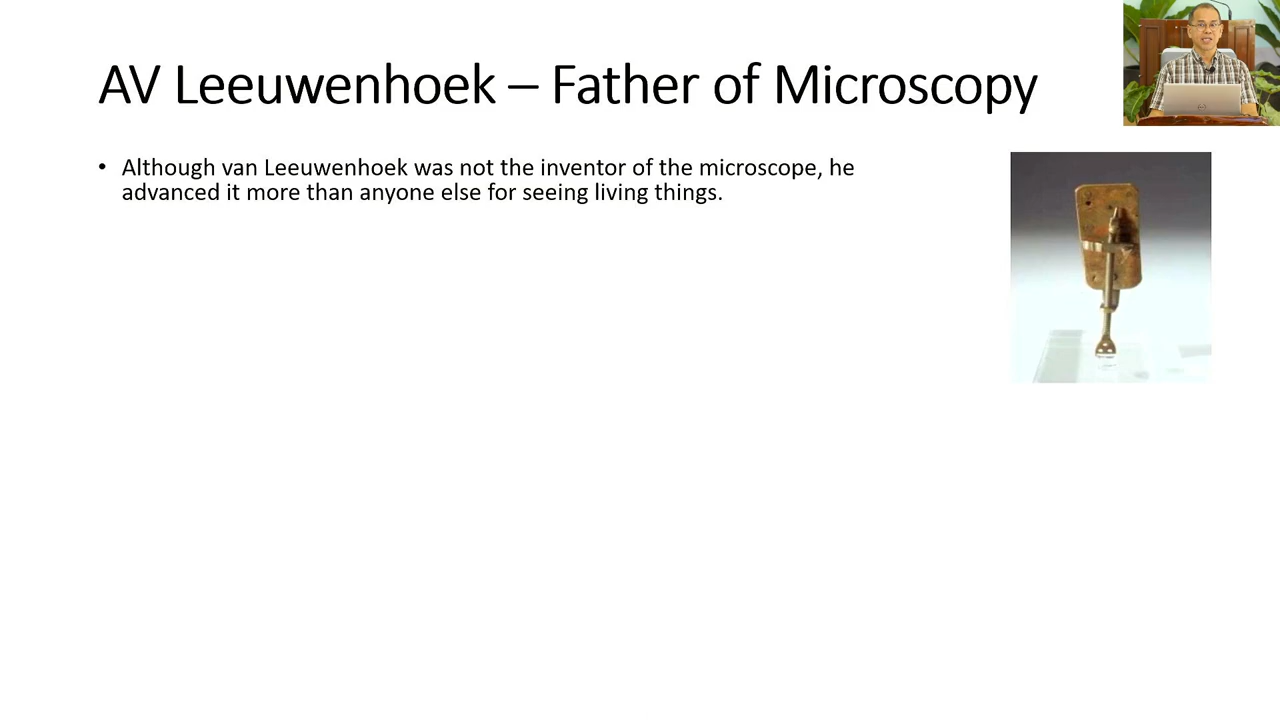 AV Leeuwenhoek – Father of Microscopy
• Although van Leeuwenhoek was not the inventor of the microscope, he
advanced it more than anyone else for seeing living things.